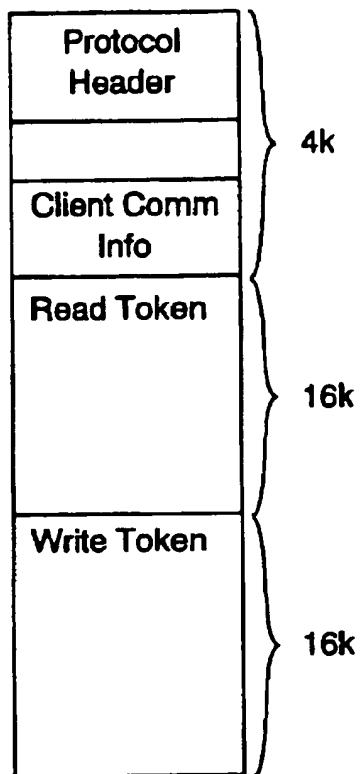 Protocol
Header
4k
Client Comm
Info
Read Token
16k
Write Token
16k